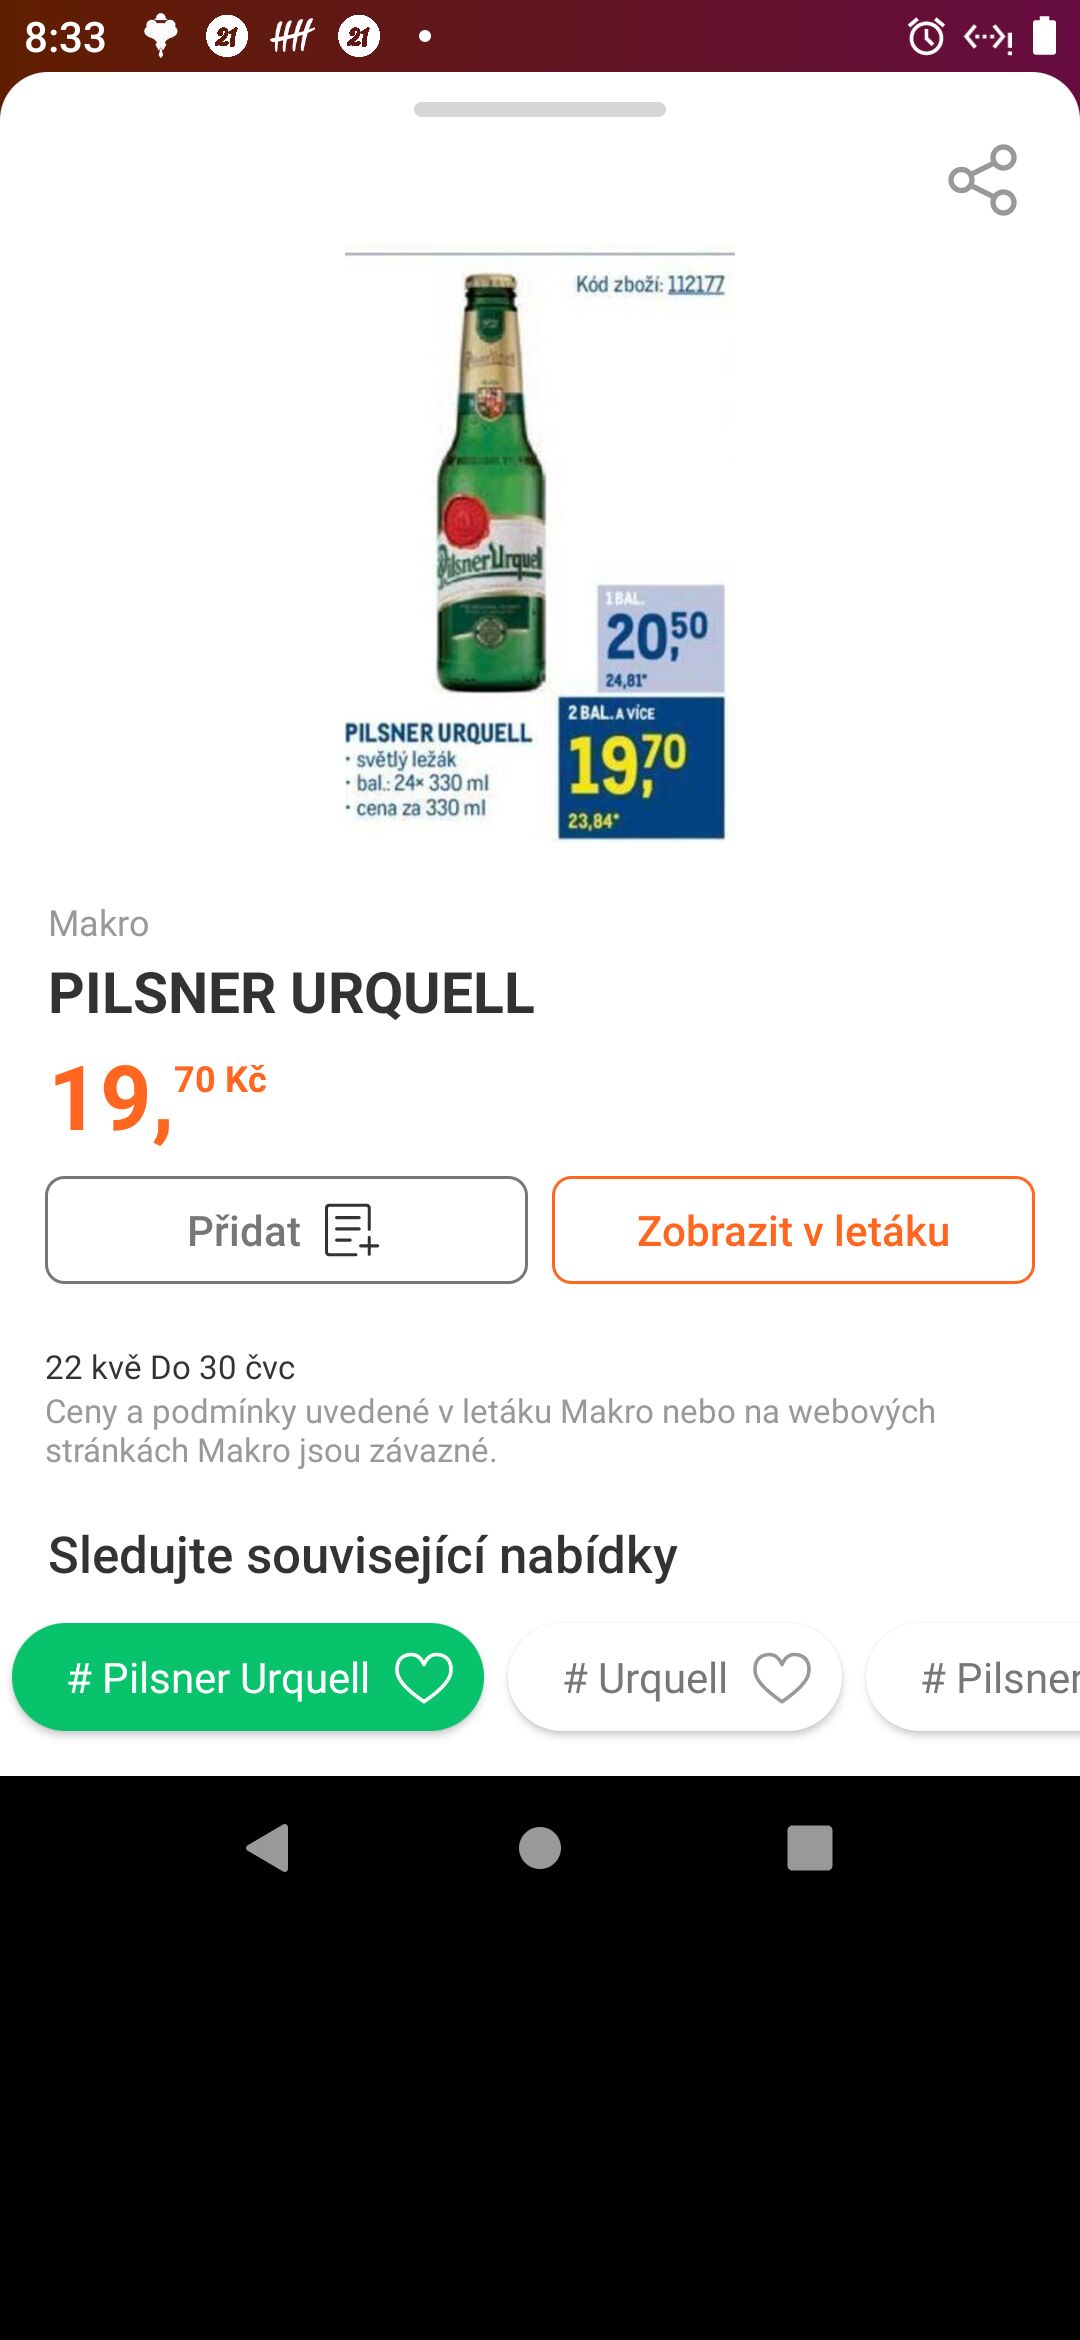 8:33
21
21
Kód zboží: 112177
Pilsner Urquell
1 BAL.
20,50
24,81*
2 BAL. A VÍCE
19,70
23,84*
PILSNER URQUELL
· světlý ležák
· bal.: 24× 330 ml
· cena za 330 ml
Makro
PILSNER URQUELL
19,70 Kč
Přidat
Zobrazit v letáku
22 kvě Do 30 čvc
Ceny a podmínky uvedené v letáku Makro nebo na webových
stránkách Makro jsou závazné.
Sledujte související nabídky
# Pilsner Urquell
# Urquell
# Pilsner